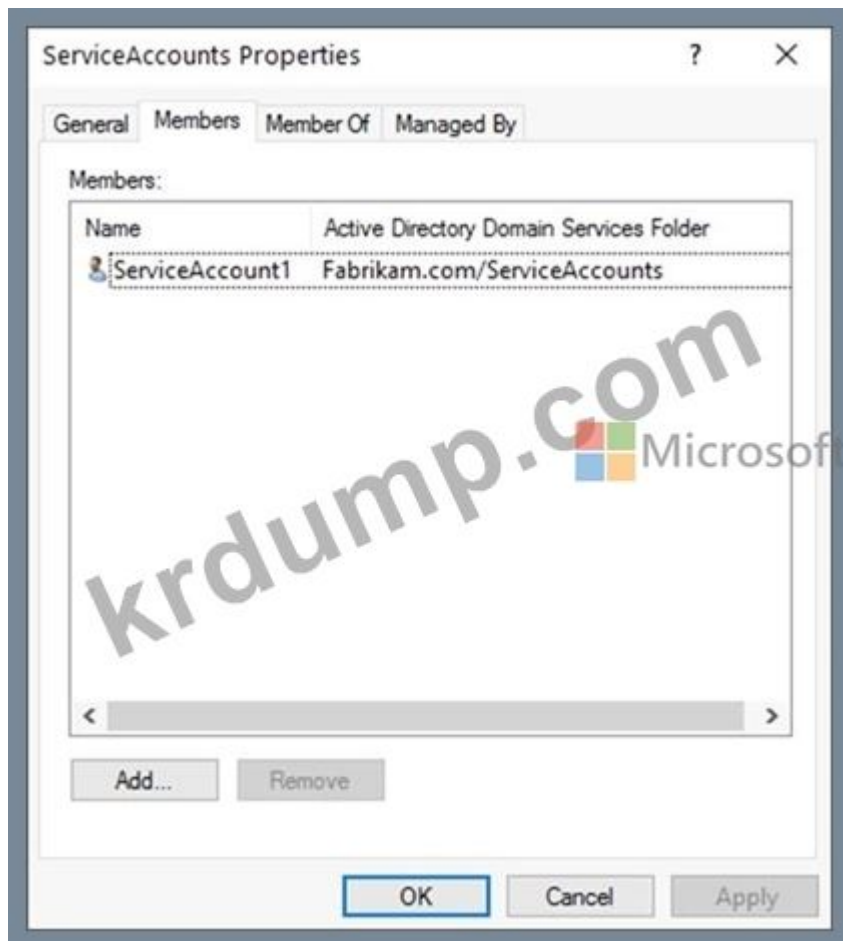 ServiceAccounts Properties ? X
General Members Member Of Managed By
Members:
Name Active Directory Domain Services Folder
ServiceAccount1 Fabrikam.com/ServiceAccounts
krdump.com
Microsoft
< >
Add... Remove
OK Cancel Apply